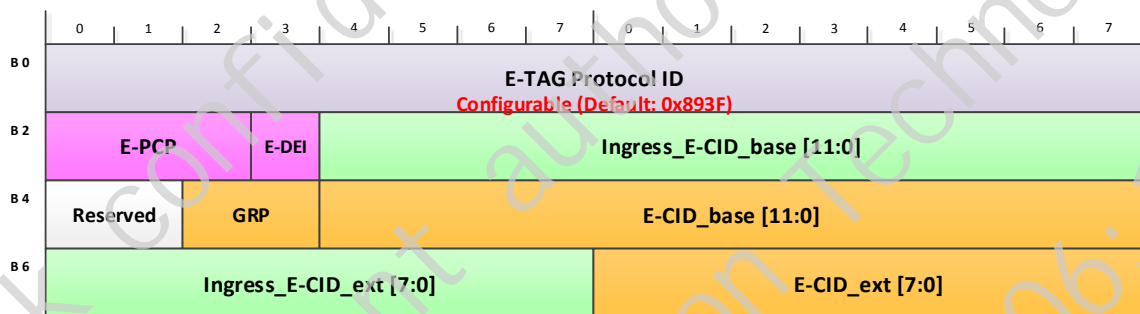 0 1 2 3 4 5 6 7 0 1 2 3 4 5 6 7
B 0
E-TAG Protocol ID
Configurable (Default: 0x893F)
B 2
E-PCP E-DEI Ingress_E-CID_base [11:0]
B 4
Reserved GRP E-CID_base [11:0]
B 6
Ingress_E-CID_ext [7:0] E-CID_ext [7:0]